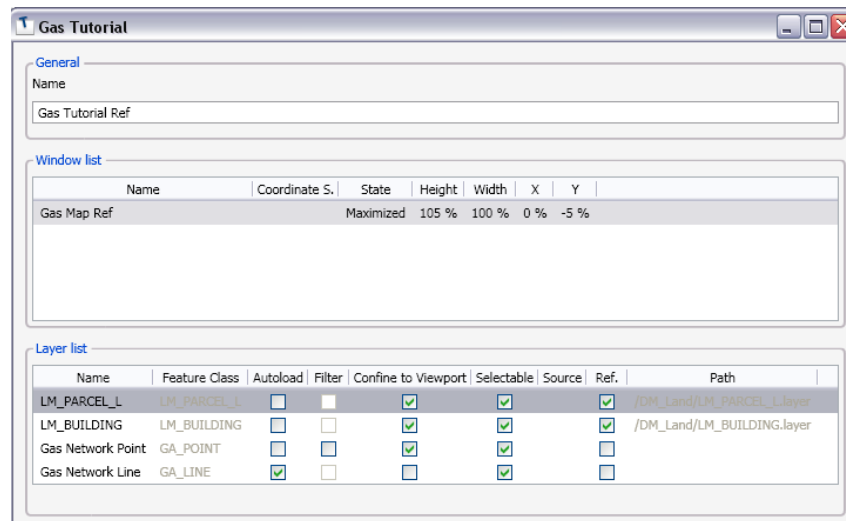 Gas Tutorial
General
Name
Gas Tutorial Ref
Window list
Name Coordinate S. State Height Width X Y
Gas Map Ref Maximized 105 % 100 % 0 % -5 %
Layer list
Name Feature Class Autoload Filter Confine to Viewport Selectable Source Ref. Path
LM_PARCEL_L LM_PARCEL_L /DM_Land/LM_PARCEL_L.layer
LM_BUILDING LM_BUILDING /DM_Land/LM_BUILDING.layer
Gas Network Point GA_POINT
Gas Network Line GA_LINE